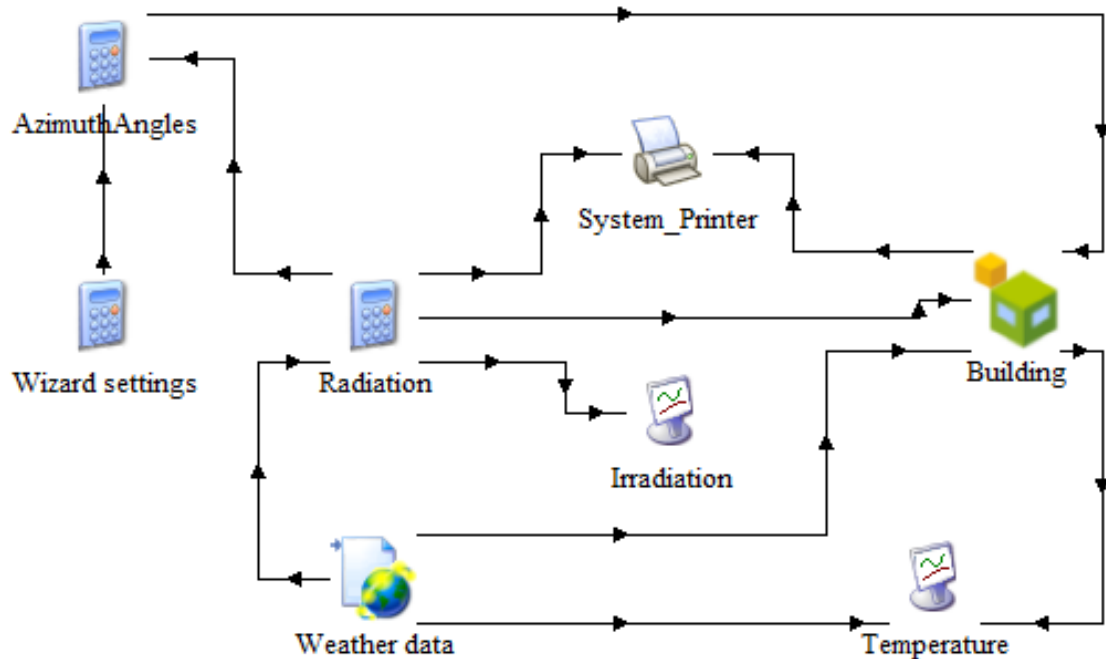 AzimuthAngles
System_Printer
Wizard settings
Radiation
Building
Irradiation
Weather data
Temperature